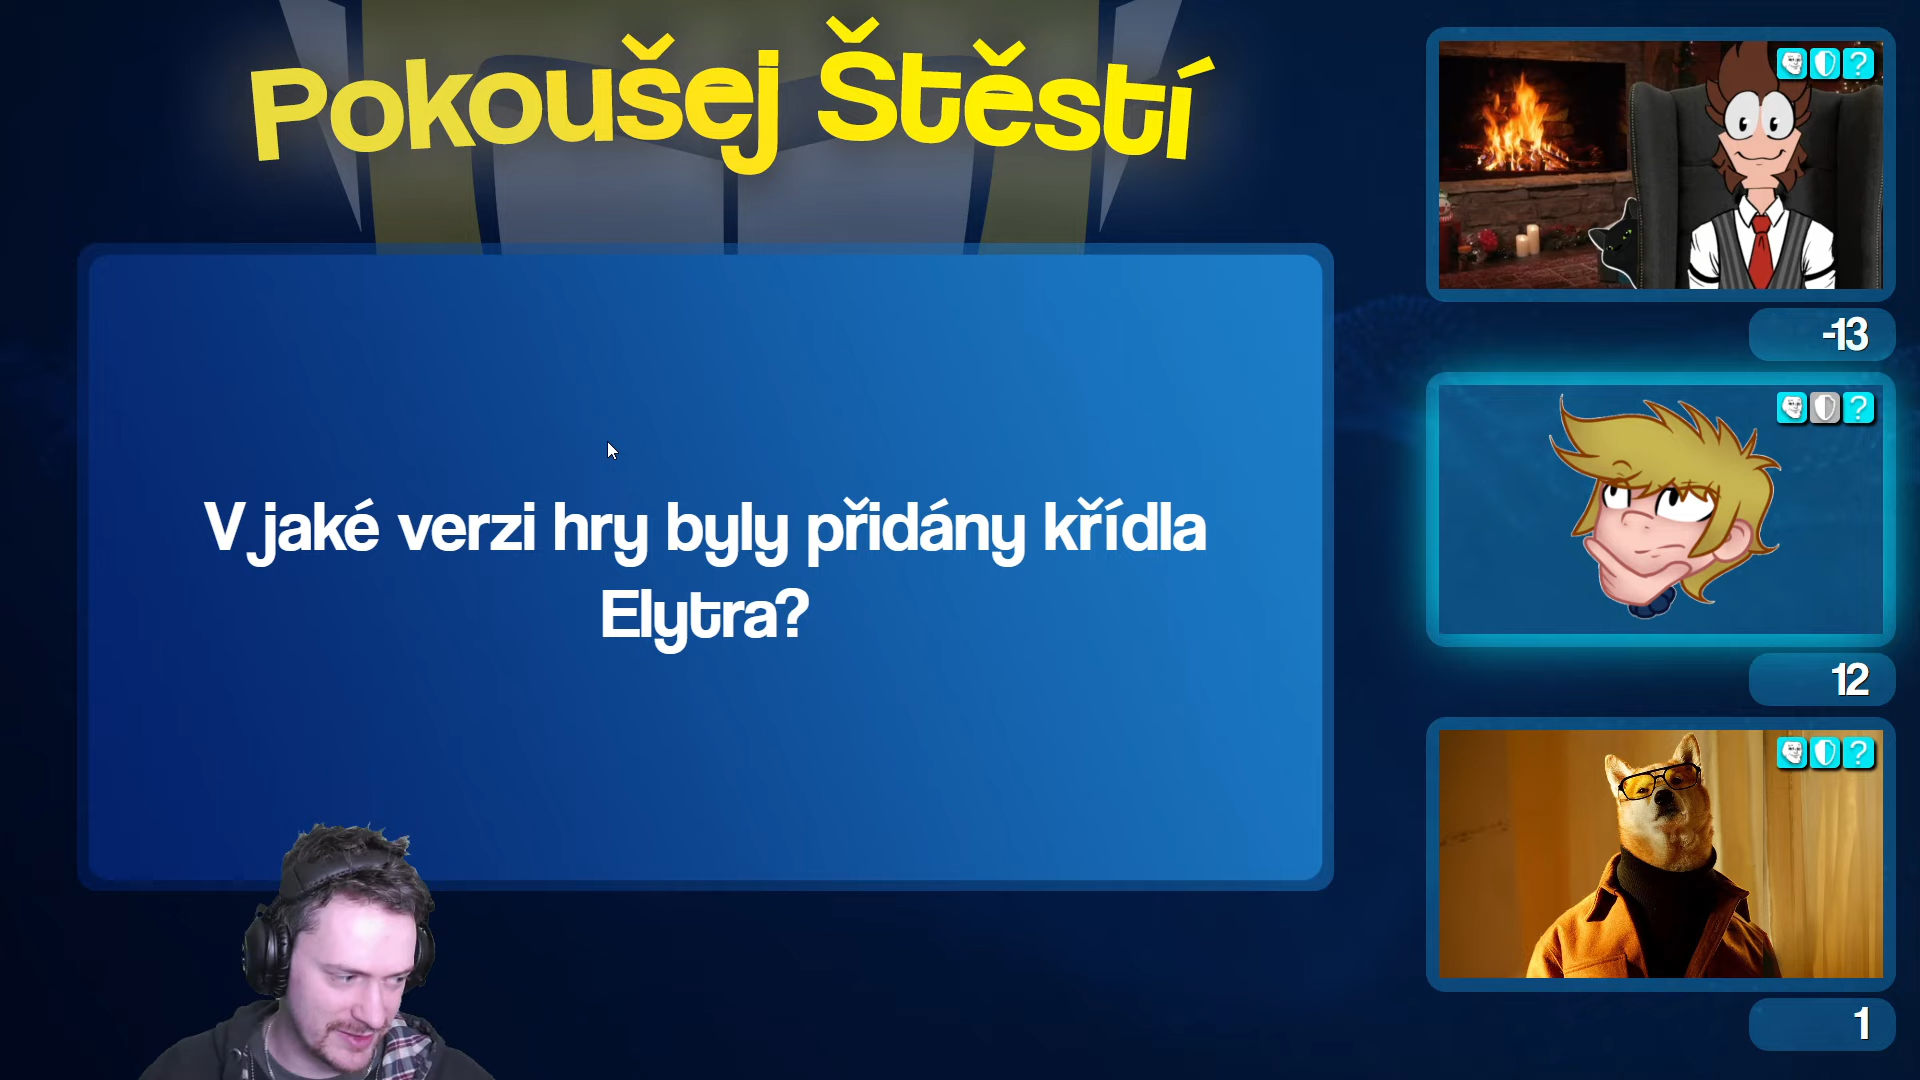 Pokoušej Štěstí
V jaké verzi hry byly přidány křídla
Elytra?
?
-13
?
12
?
1